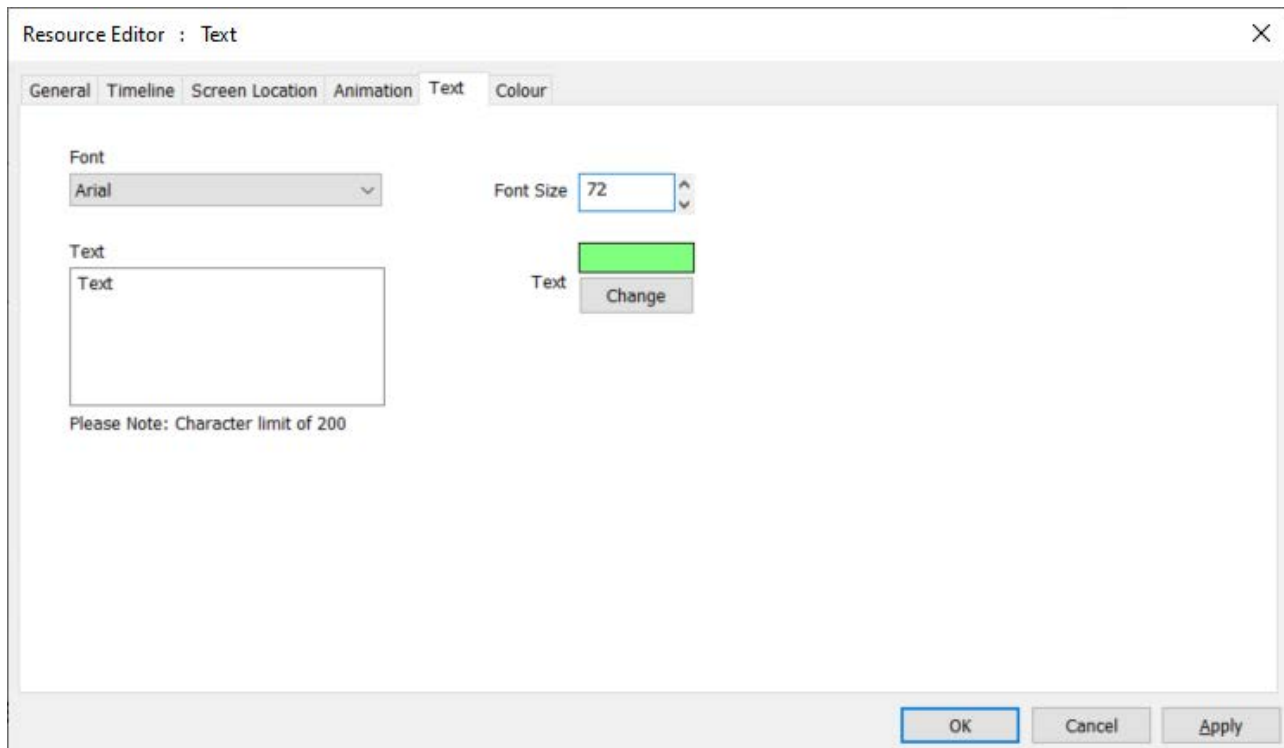 Resource Editor : Text
General Timeline Screen Location Animation Text Colour
Font
Arial
Font Size 72
Text
Text
Text
Change
Please Note: Character limit of 200
OK Cancel Apply